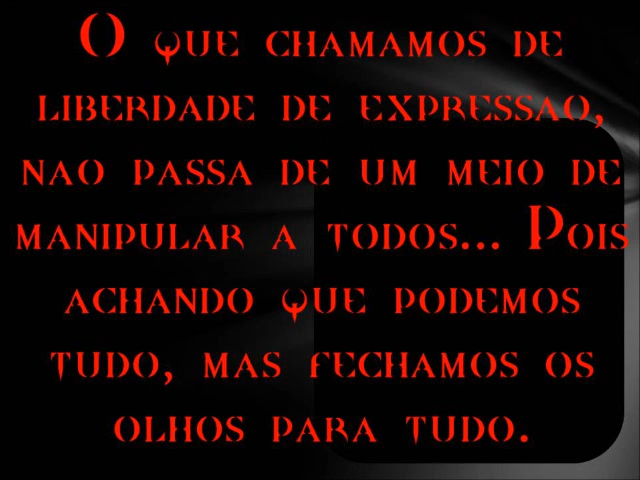 O QUE CHAMAMOS DE
LIBERDADE DE EXPRESSAO,
NAO PASSA DE UM MEIO DE
MANIPULAR A TODOS... POIS
ACHANDO QUE PODEMOS
TUDO, MAS FECHAMOS OS
OLHOS PARA TUDO.